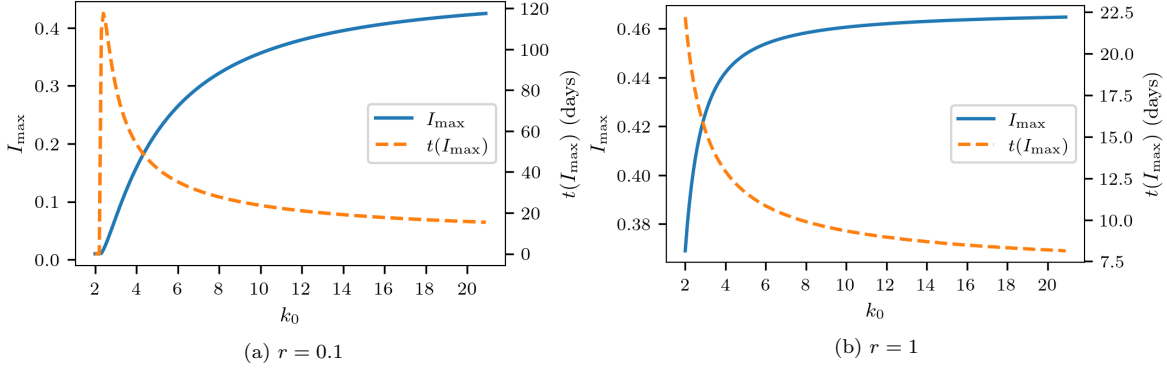 0.4
0.3
0.2
0.1
0.0
I_max
120
100
80
60
40
20
0
t(I_max) (days)
I_max
t(I_max)
2 4 6 8 10 12 14 16 18 20
k_0
(a) r = 0.1
0.46
0.44
0.42
0.40
0.38
I_max
22.5
20.0
17.5
15.0
12.5
10.0
7.5
t(I_max) (days)
I_max
t(I_max)
2 4 6 8 10 12 14 16 18 20
k_0
(b) r = 1